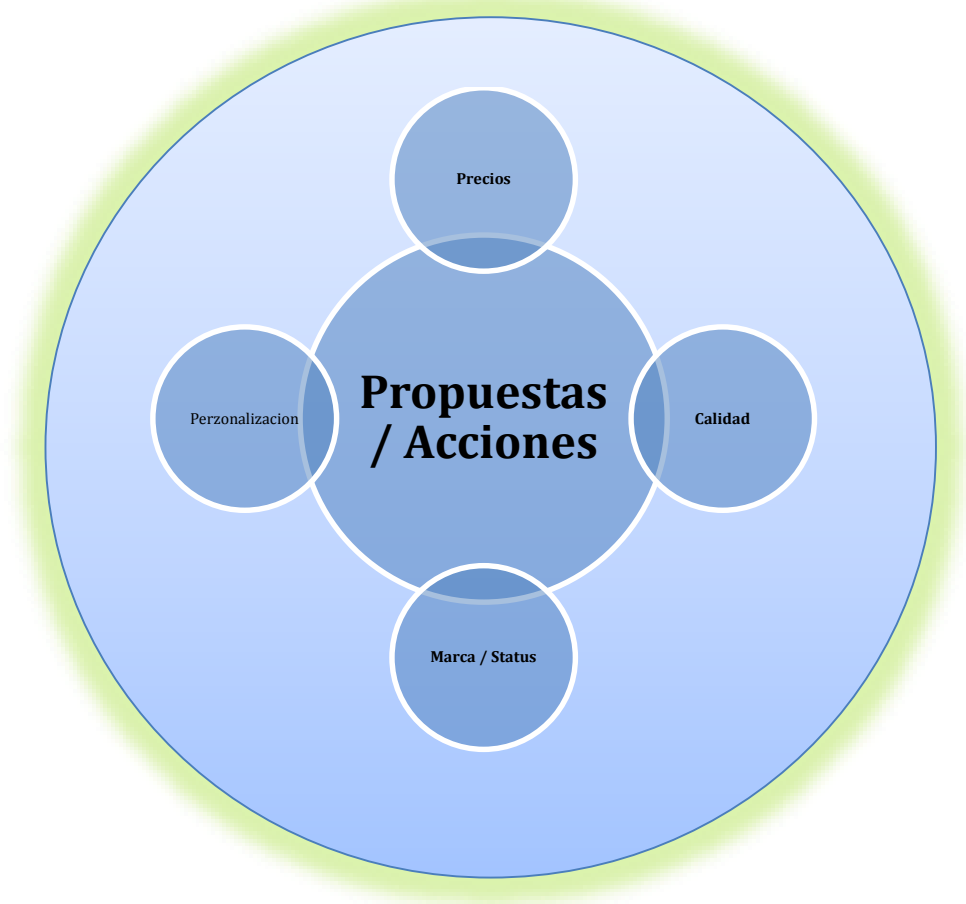 Precios
Perzonalizacion
Propuestas
/ Acciones
Calidad
Marca / Status